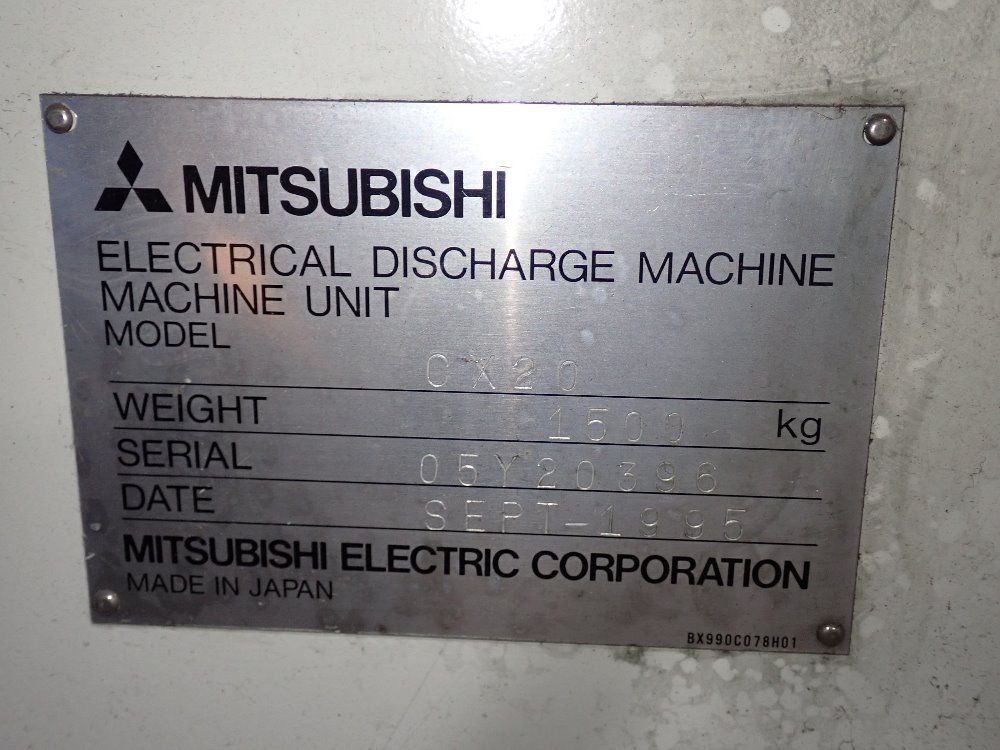 MITSUBISHI
ELECTRICAL DISCHARGE MACHINE
MACHINE UNIT
MODEL CX20
WEIGHT 1500 kg
SERIAL 05Y20396
DATE SEPT-1995
MITSUBISHI ELECTRIC CORPORATION
MADE IN JAPAN
BX990C078H01